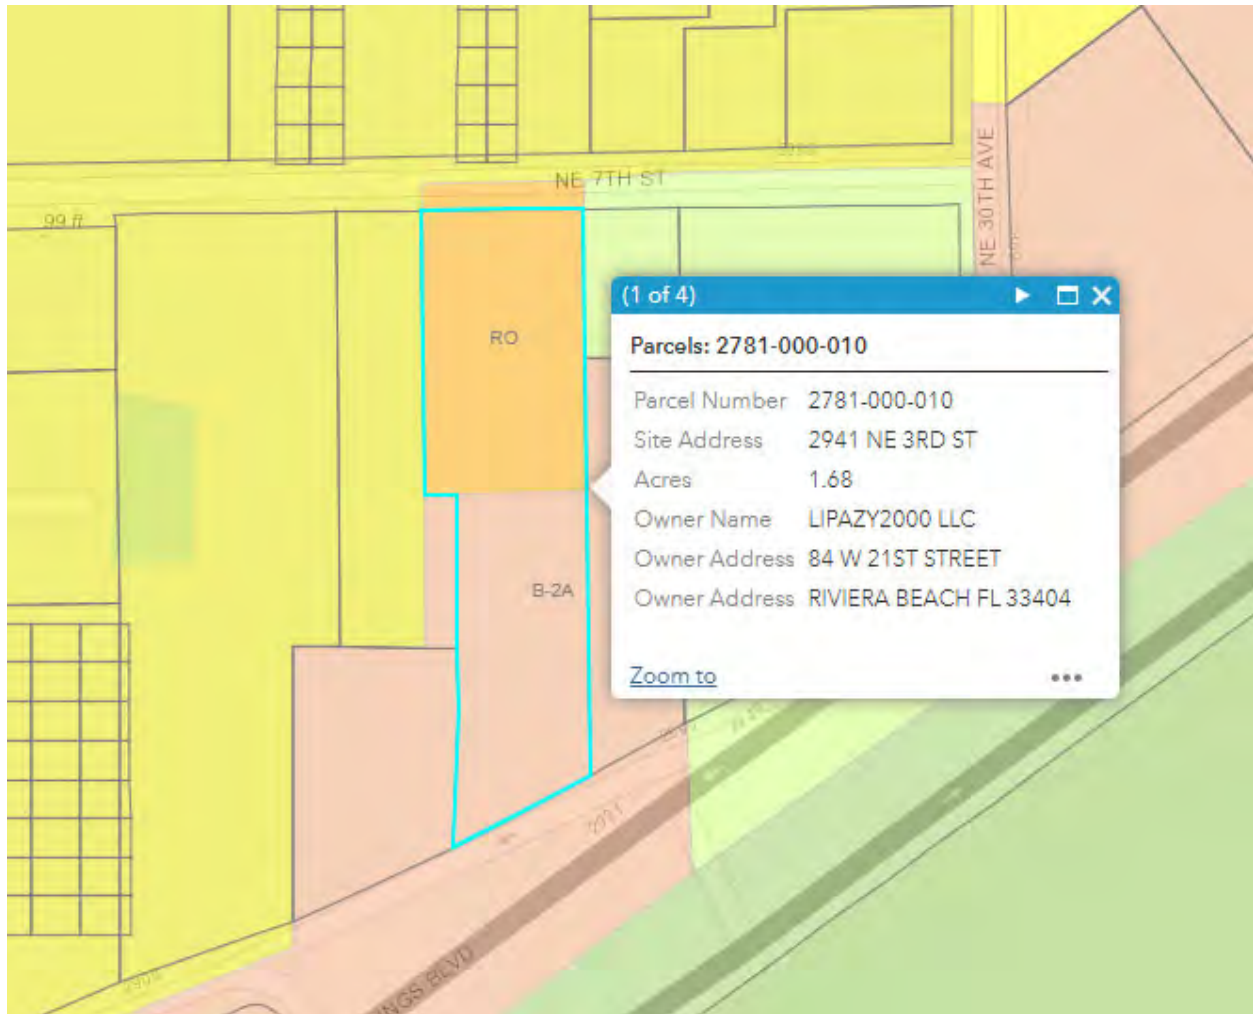 NE 7TH ST
NE 30TH AVE
99 ft
RO
B-2A
(1 of 4)
Parcels: 2781-000-010
Parcel Number 2781-000-010
Site Address 2941 NE 3RD ST
Acres 1.68
Owner Name LIPAZY2000 LLC
Owner Address 84 W 21ST STREET
Owner Address RIVIERA BEACH FL 33404
Zoom to
INGS BLVD